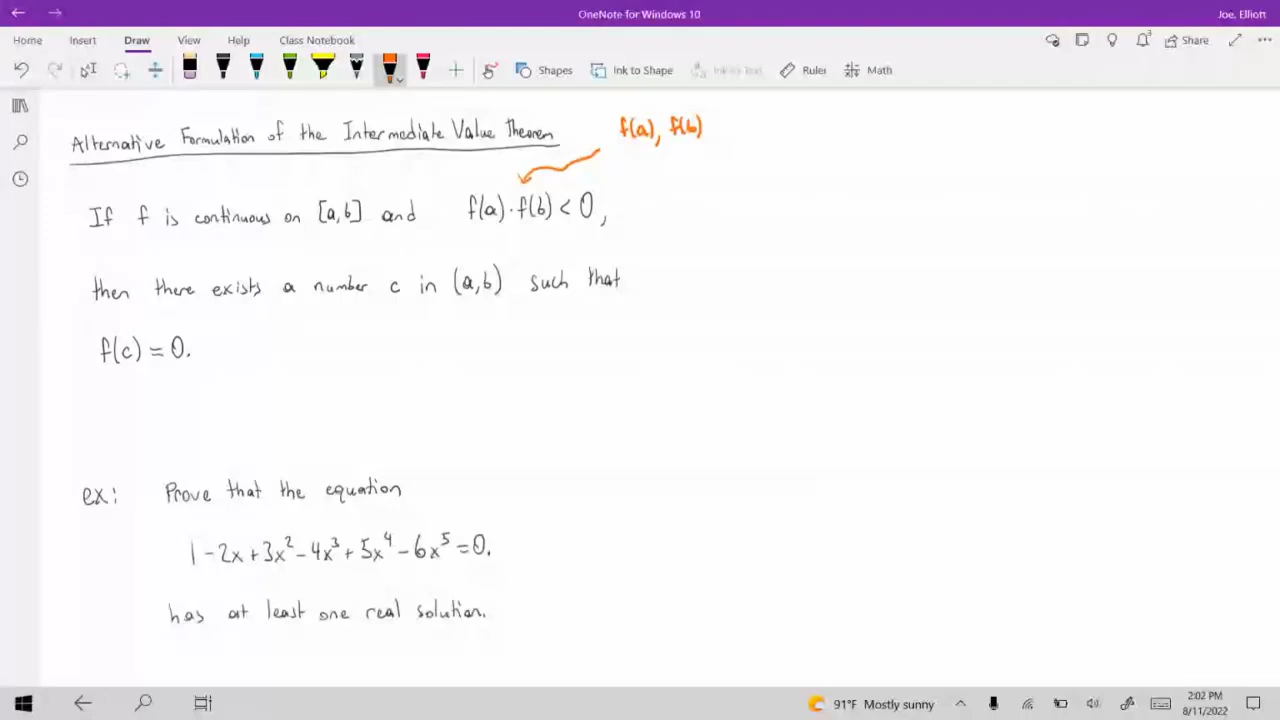 OneNote for Windows 10
Joe, Elliott
Home Insert Draw View Help Class Notebook
Share
Shapes Ink to Shape Ink to Text Ruler Math
Alternative Formulation of the Intermediate Value Theorem
f(a), f(b)
If f is continuous on [a,b] and f(a)·f(b) < 0,
then there exists a number c in (a,b) such that
f(c) = 0.
ex: Prove that the equation
1 - 2x + 3x² - 4x³ + 5x⁴ - 6x⁵ = 0.
has at least one real solution.
91°F Mostly sunny
2:02 PM
8/11/2022